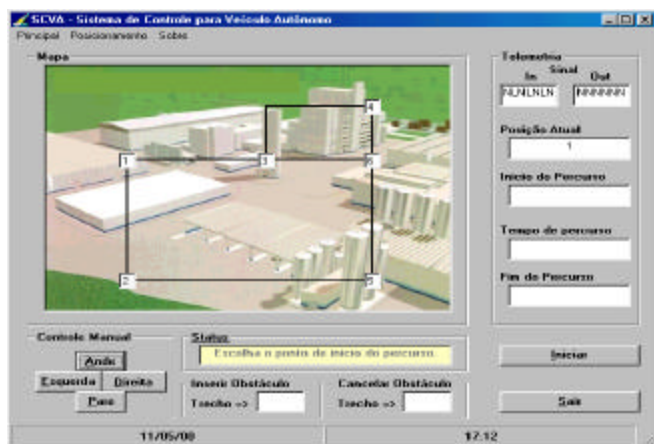 SCVA - Sistema de Controle para Veículo Autônomo
Principal Posicionamento Sobre
Mapa
4
1 3 6
2 5
Telemetria
Sinal
In Out
NLNLNLN NNNNNN
Posição Atual
1
Início do Percurso
Tempo de percurso
Fim do Percurso
Controle Manual
Ande
Esquerda Direita
Pare
Status
Escolha o ponto de início do percurso.
Inserir Obstáculo
Trecho =>
Cancelar Obstáculo
Trecho =>
Iniciar
Sair
11/05/00 17.12